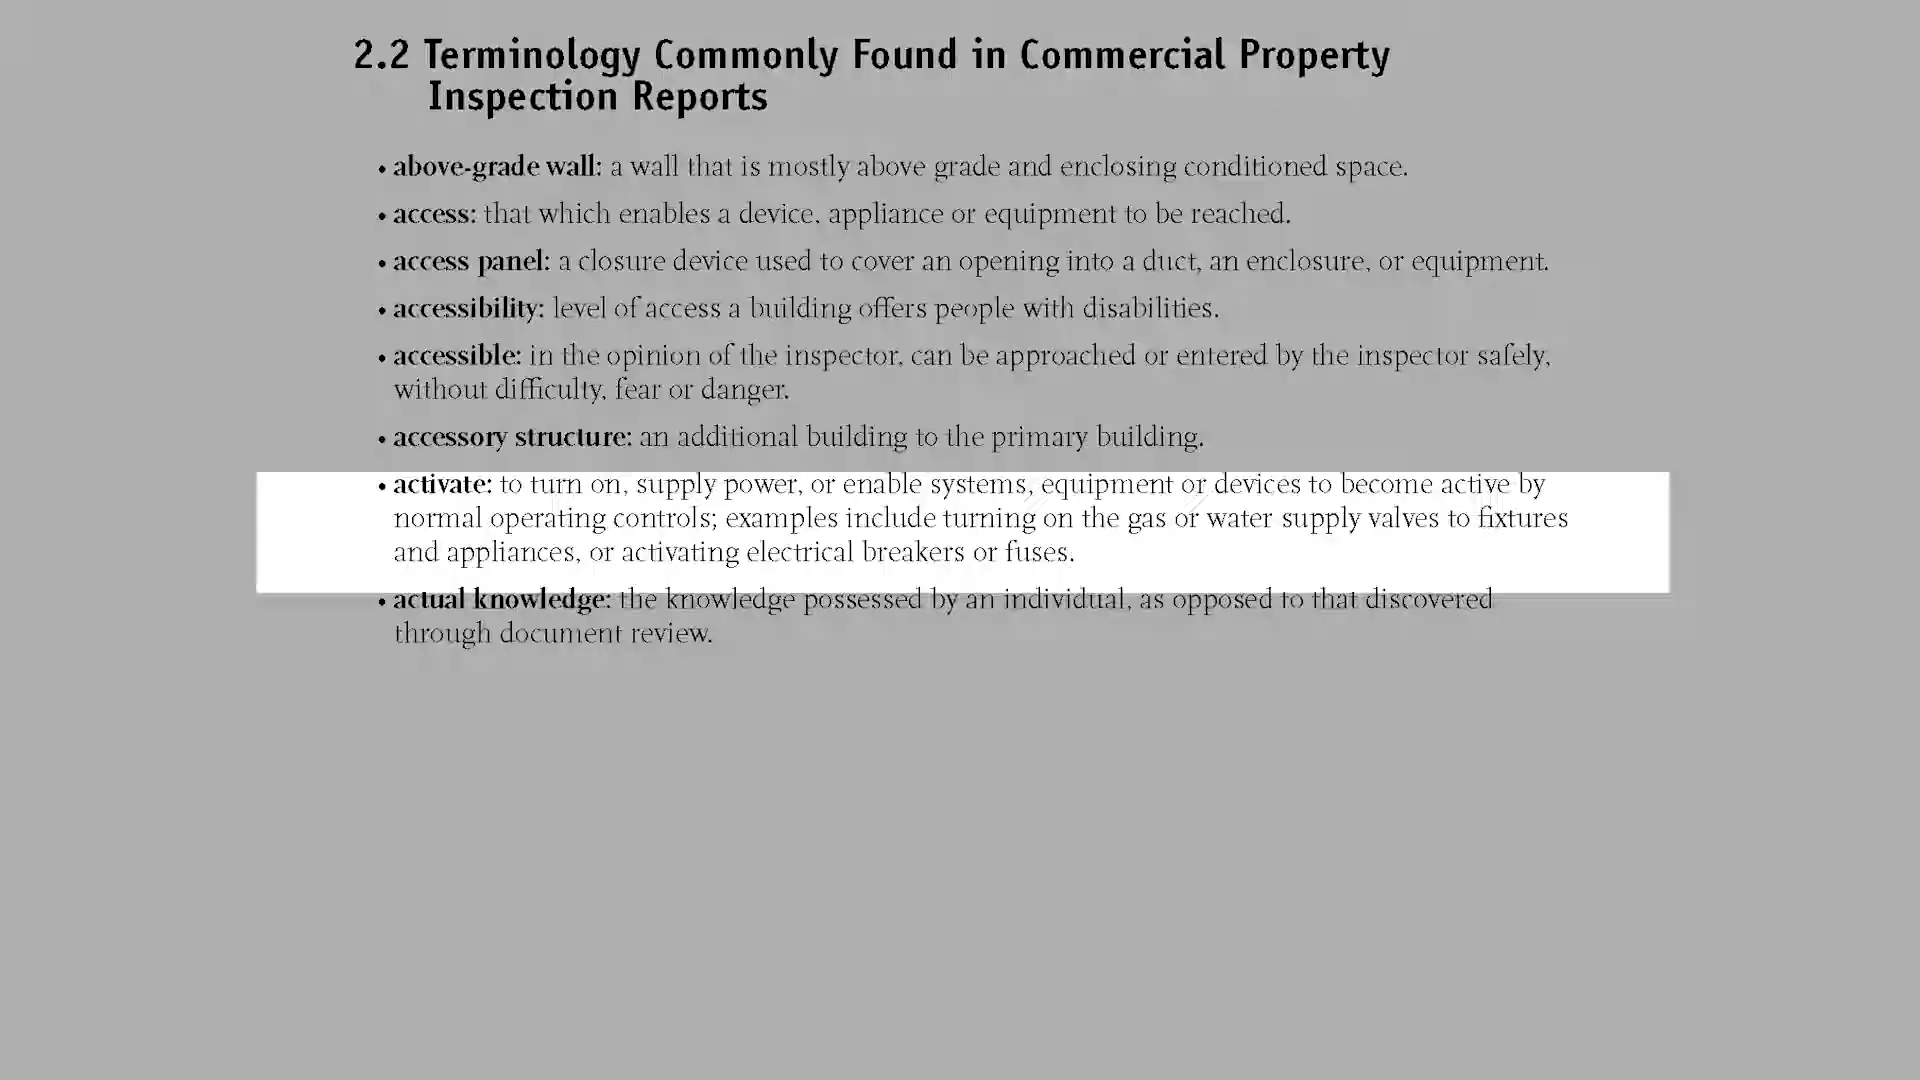 2.2 Terminology Commonly Found in Commercial Property
Inspection Reports
• above-grade wall: a wall that is mostly above grade and enclosing conditioned space.
• access: that which enables a device, appliance or equipment to be reached.
• access panel: a closure device used to cover an opening into a duct, an enclosure, or equipment.
• accessibility: level of access a building offers people with disabilities.
• accessible: in the opinion of the inspector, can be approached or entered by the inspector safely,
without difficulty, fear or danger.
• accessory structure: an additional building to the primary building.
• activate: to turn on, supply power, or enable systems, equipment or devices to become active by
normal operating controls; examples include turning on the gas or water supply valves to fixtures
and appliances, or activating electrical breakers or fuses.
• actual knowledge: the knowledge possessed by an individual, as opposed to that discovered
through document review.